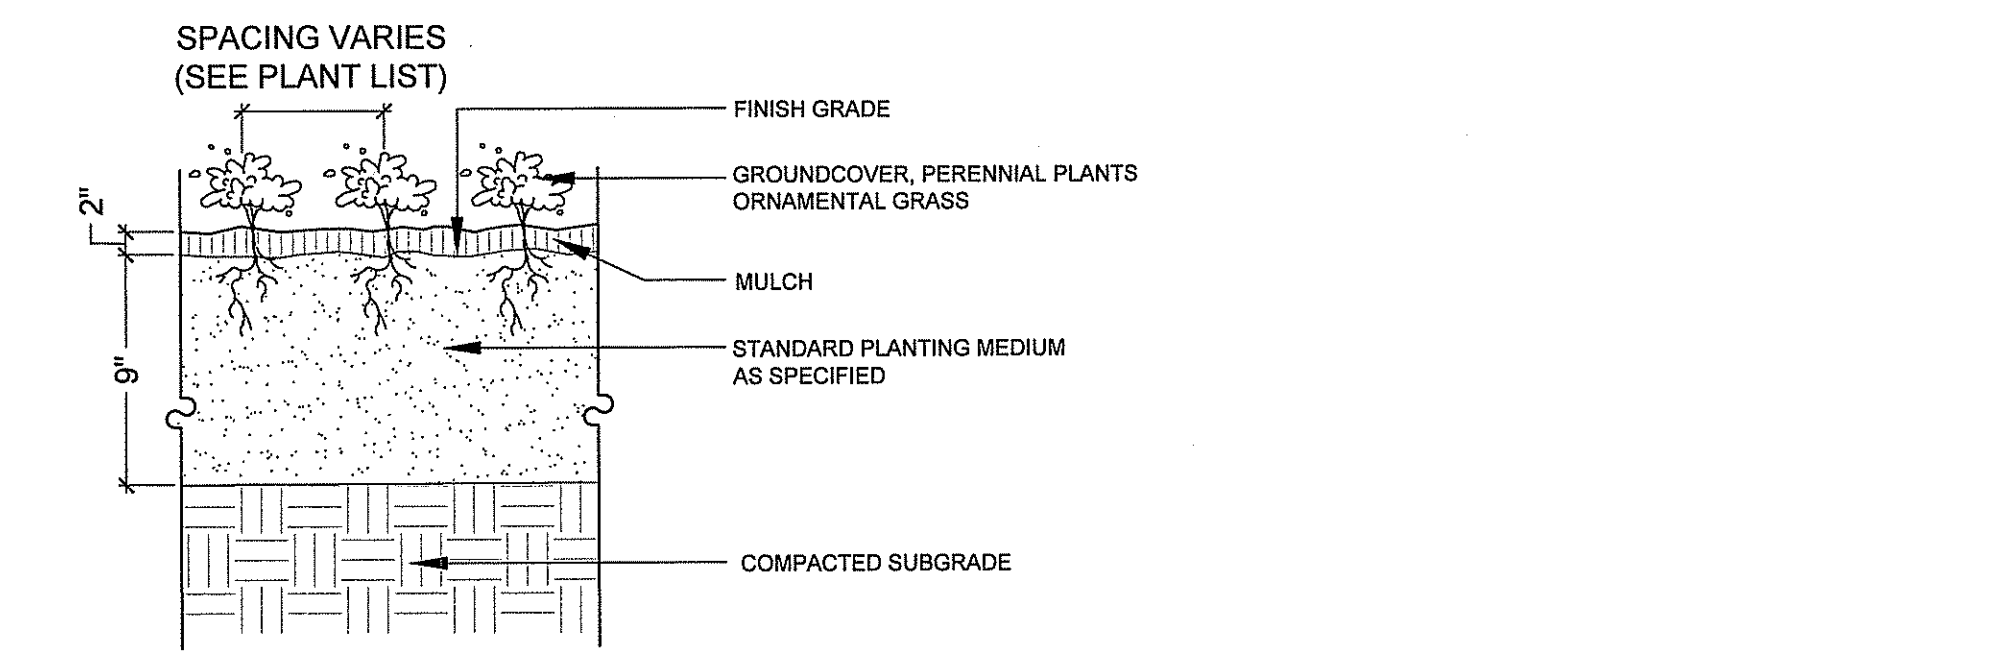 SPACING VARIES
(SEE PLANT LIST)
FINISH GRADE
GROUNDCOVER, PERENNIAL PLANTS
ORNAMENTAL GRASS
2"
MULCH
STANDARD PLANTING MEDIUM
AS SPECIFIED
9"
COMPACTED SUBGRADE